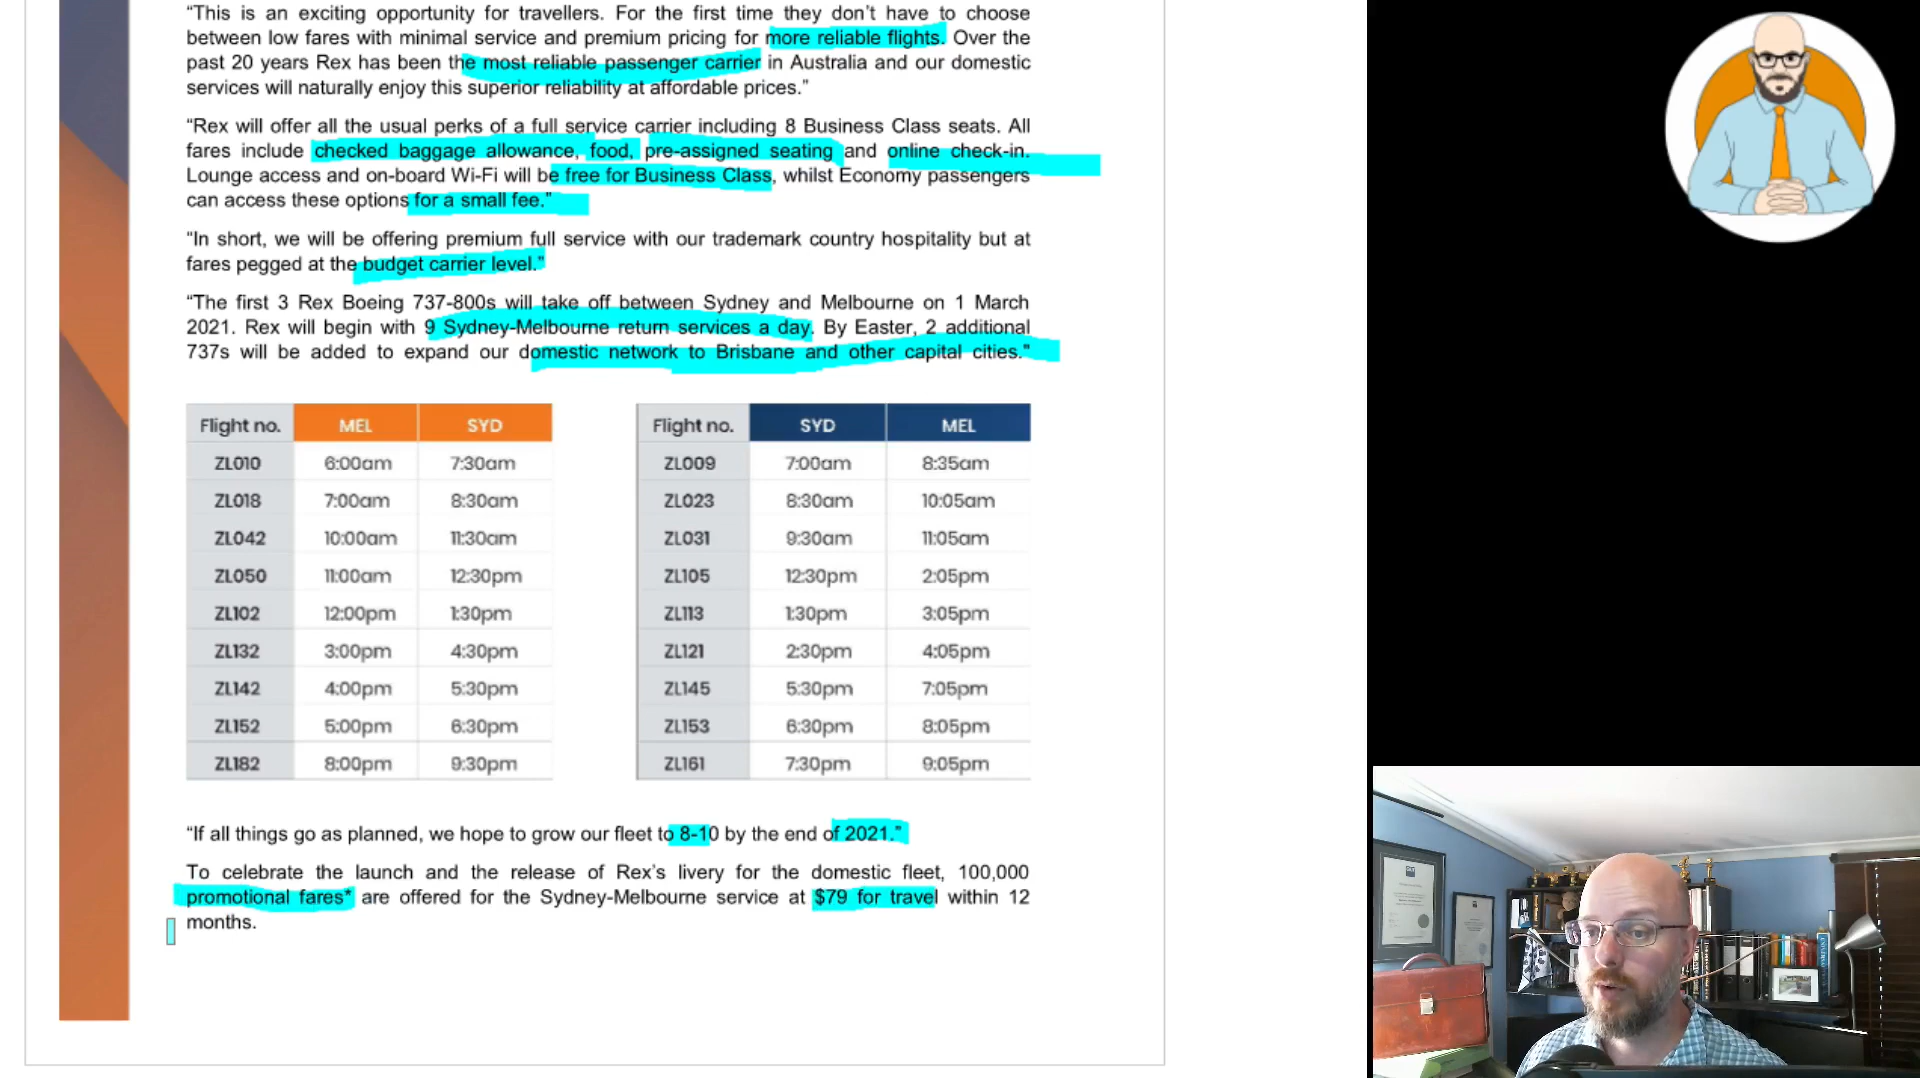 “This is an exciting opportunity for travellers. For the first time they don’t have to choose
between low fares with minimal service and premium pricing for more reliable flights. Over the
past 20 years Rex has been the most reliable passenger carrier in Australia and our domestic
services will naturally enjoy this superior reliability at affordable prices.”
“Rex will offer all the usual perks of a full service carrier including 8 Business Class seats. All
fares include checked baggage allowance, food, pre-assigned seating and online check-in.
Lounge access and on-board Wi-Fi will be free for Business Class, whilst Economy passengers
can access these options for a small fee.”
“In short, we will be offering premium full service with our trademark country hospitality but at
fares pegged at the budget carrier level.”
“The first 3 Rex Boeing 737-800s will take off between Sydney and Melbourne on 1 March
2021. Rex will begin with 9 Sydney-Melbourne return services a day. By Easter, 2 additional
737s will be added to expand our domestic network to Brisbane and other capital cities.”
Flight no. MEL SYD
ZL010 6:00am 7:30am
ZL018 7:00am 8:30am
ZL042 10:00am 11:30am
ZL050 11:00am 12:30pm
ZL102 12:00pm 1:30pm
ZL132 3:00pm 4:30pm
ZL142 4:00pm 5:30pm
ZL152 5:00pm 6:30pm
ZL182 8:00pm 9:30pm
Flight no. SYD MEL
ZL009 7:00am 8:35am
ZL023 8:30am 10:05am
ZL031 9:30am 11:05am
ZL105 12:30pm 2:05pm
ZL113 1:30pm 3:05pm
ZL121 2:30pm 4:05pm
ZL145 5:30pm 7:05pm
ZL153 6:30pm 8:05pm
ZL161 7:30pm 9:05pm
“If all things go as planned, we hope to grow our fleet to 8-10 by the end of 2021.”
To celebrate the launch and the release of Rex’s livery for the domestic fleet, 100,000
promotional fares* are offered for the Sydney-Melbourne service at $79 for travel within 12
months.